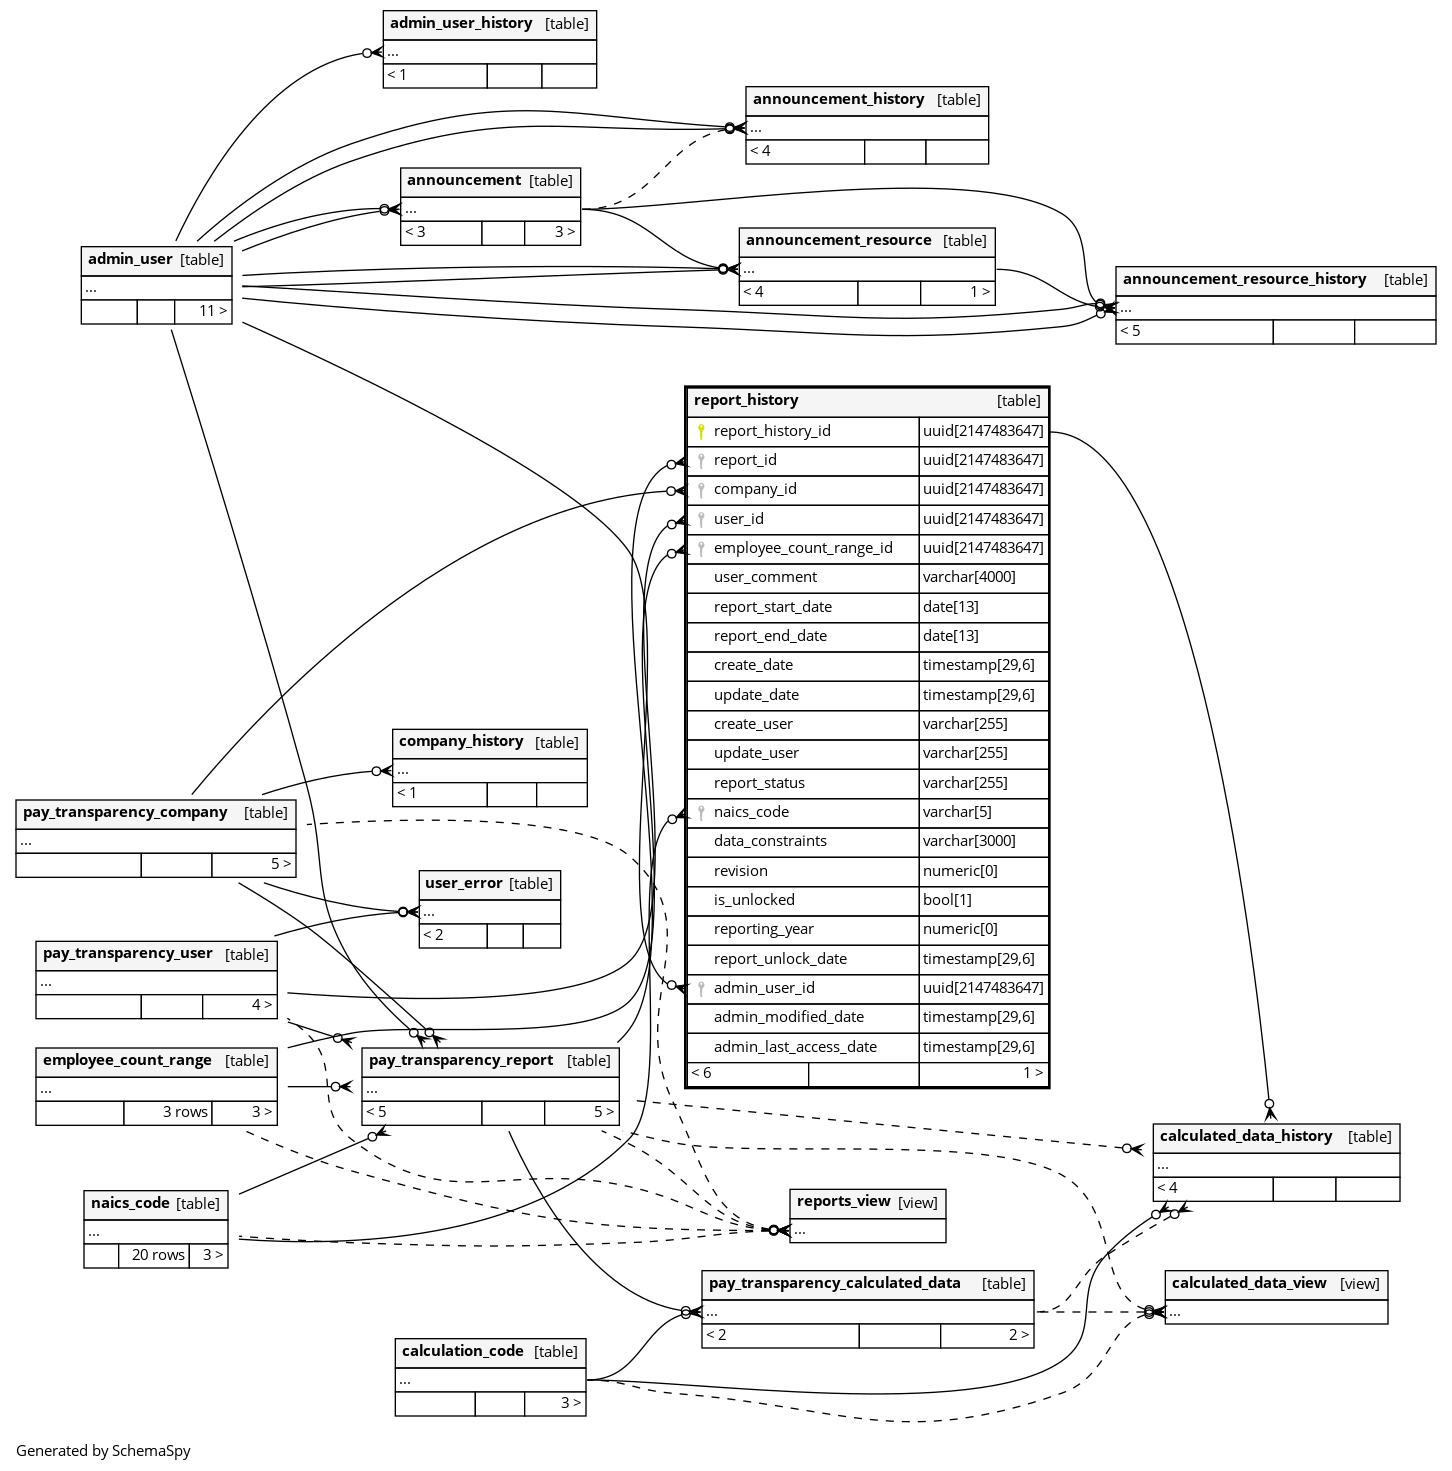 admin_user_history [table]
...
< 1
announcement_history [table]
...
< 4
announcement [table]
...
< 3 3 >
announcement_resource [table]
...
< 4 1 >
admin_user [table]
...
11 >
announcement_resource_history [table]
...
< 5
report_history [table]
report_history_id uuid[2147483647]
report_id uuid[2147483647]
company_id uuid[2147483647]
user_id uuid[2147483647]
employee_count_range_id uuid[2147483647]
user_comment varchar[4000]
report_start_date date[13]
report_end_date date[13]
create_date timestamp[29,6]
update_date timestamp[29,6]
create_user varchar[255]
update_user varchar[255]
report_status varchar[255]
naics_code varchar[5]
data_constraints varchar[3000]
revision numeric[0]
is_unlocked bool[1]
reporting_year numeric[0]
report_unlock_date timestamp[29,6]
admin_user_id uuid[2147483647]
admin_modified_date timestamp[29,6]
admin_last_access_date timestamp[29,6]
< 6 1 >
company_history [table]
...
< 1
pay_transparency_company [table]
...
5 >
user_error [table]
...
< 2
pay_transparency_user [table]
...
4 >
employee_count_range [table]
...
3 rows 3 >
pay_transparency_report [table]
...
< 5 5 >
calculated_data_history [table]
...
< 4
naics_code [table]
...
20 rows 3 >
reports_view [view]
...
pay_transparency_calculated_data [table]
...
< 2 2 >
calculated_data_view [view]
...
calculation_code [table]
...
3 >
Generated by SchemaSpy